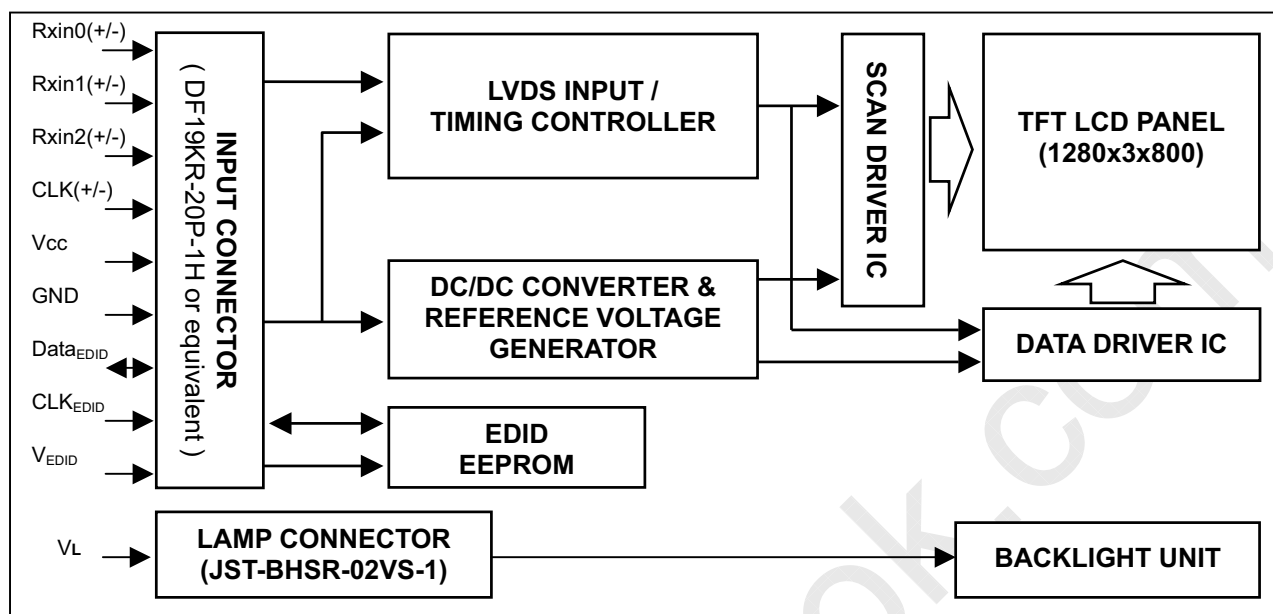 Rxin0(+/-)
Rxin1(+/-)
Rxin2(+/-)
CLK(+/-)
Vcc
GND
DataEDID
CLKEDID
VEDID
VL
INPUT CONNECTOR
( DF19KR-20P-1H or equivalent )
LVDS INPUT /
TIMING CONTROLLER
DC/DC CONVERTER &
REFERENCE VOLTAGE
GENERATOR
EDID
EEPROM
SCAN DRIVER IC
TFT LCD PANEL
(1280x3x800)
DATA DRIVER IC
LAMP CONNECTOR
(JST-BHSR-02VS-1)
BACKLIGHT UNIT
ok.com